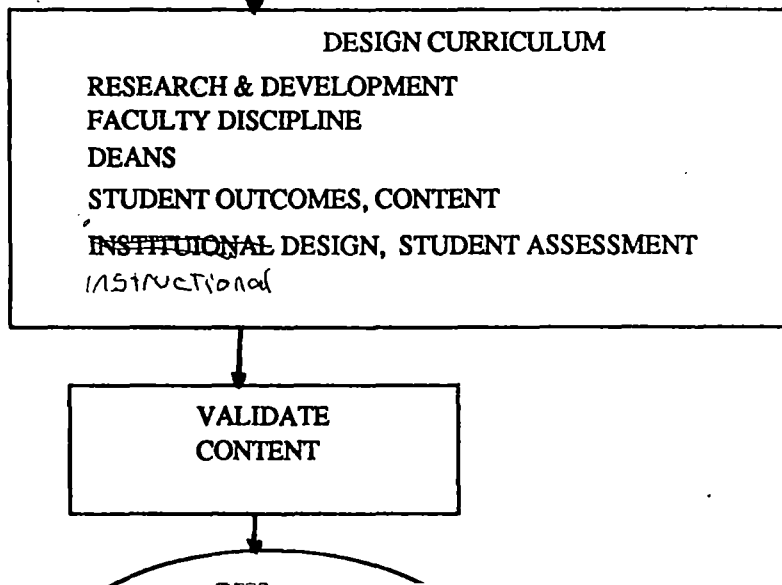 DESIGN CURRICULUM
RESEARCH & DEVELOPMENT
FACULTY DISCIPLINE
DEANS
STUDENT OUTCOMES, CONTENT
INSTITUIONAL DESIGN, STUDENT ASSESSMENT
instructional
VALIDATE
CONTENT